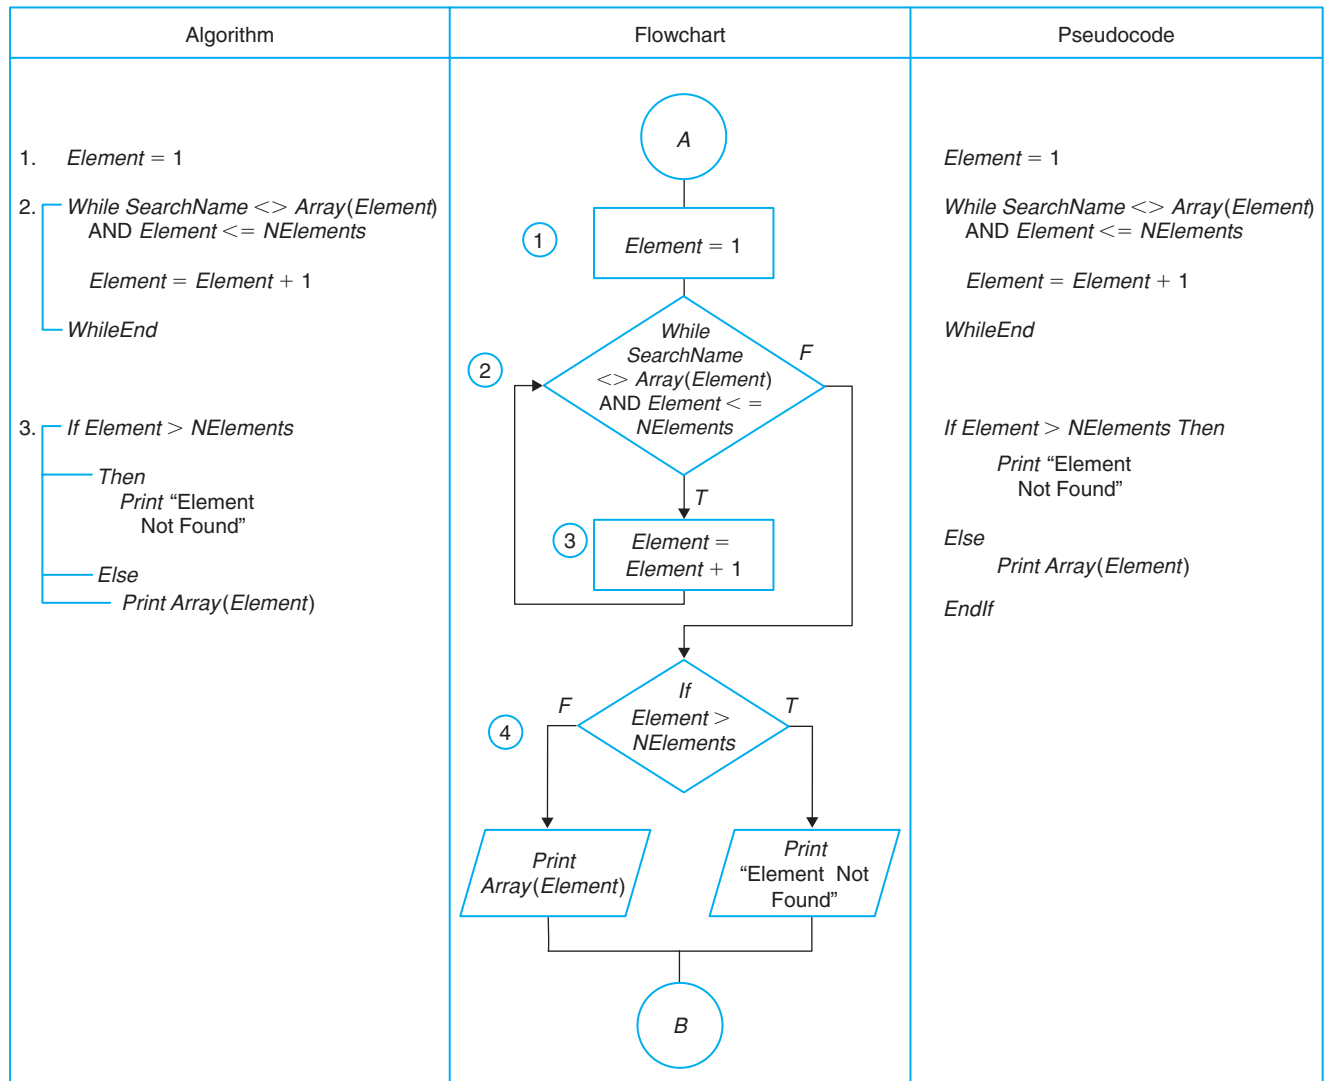 Algorithm
Flowchart
Pseudocode
1. Element = 1
2. While SearchName <> Array(Element)
AND Element <= NElements
Element = Element + 1
WhileEnd
3. If Element > NElements
Then
Print “Element
Not Found”
Else
Print Array(Element)
A
1
Element = 1
2
While
SearchName
<> Array(Element)
AND Element < =
NElements
F
T
3
Element =
Element + 1
4
If
Element >
NElements
F
T
Print
Array(Element)
Print
“Element Not
Found”
B
Element = 1
While SearchName <> Array(Element)
AND Element <= NElements
Element = Element + 1
WhileEnd
If Element > NElements Then
Print “Element
Not Found”
Else
Print Array(Element)
EndIf